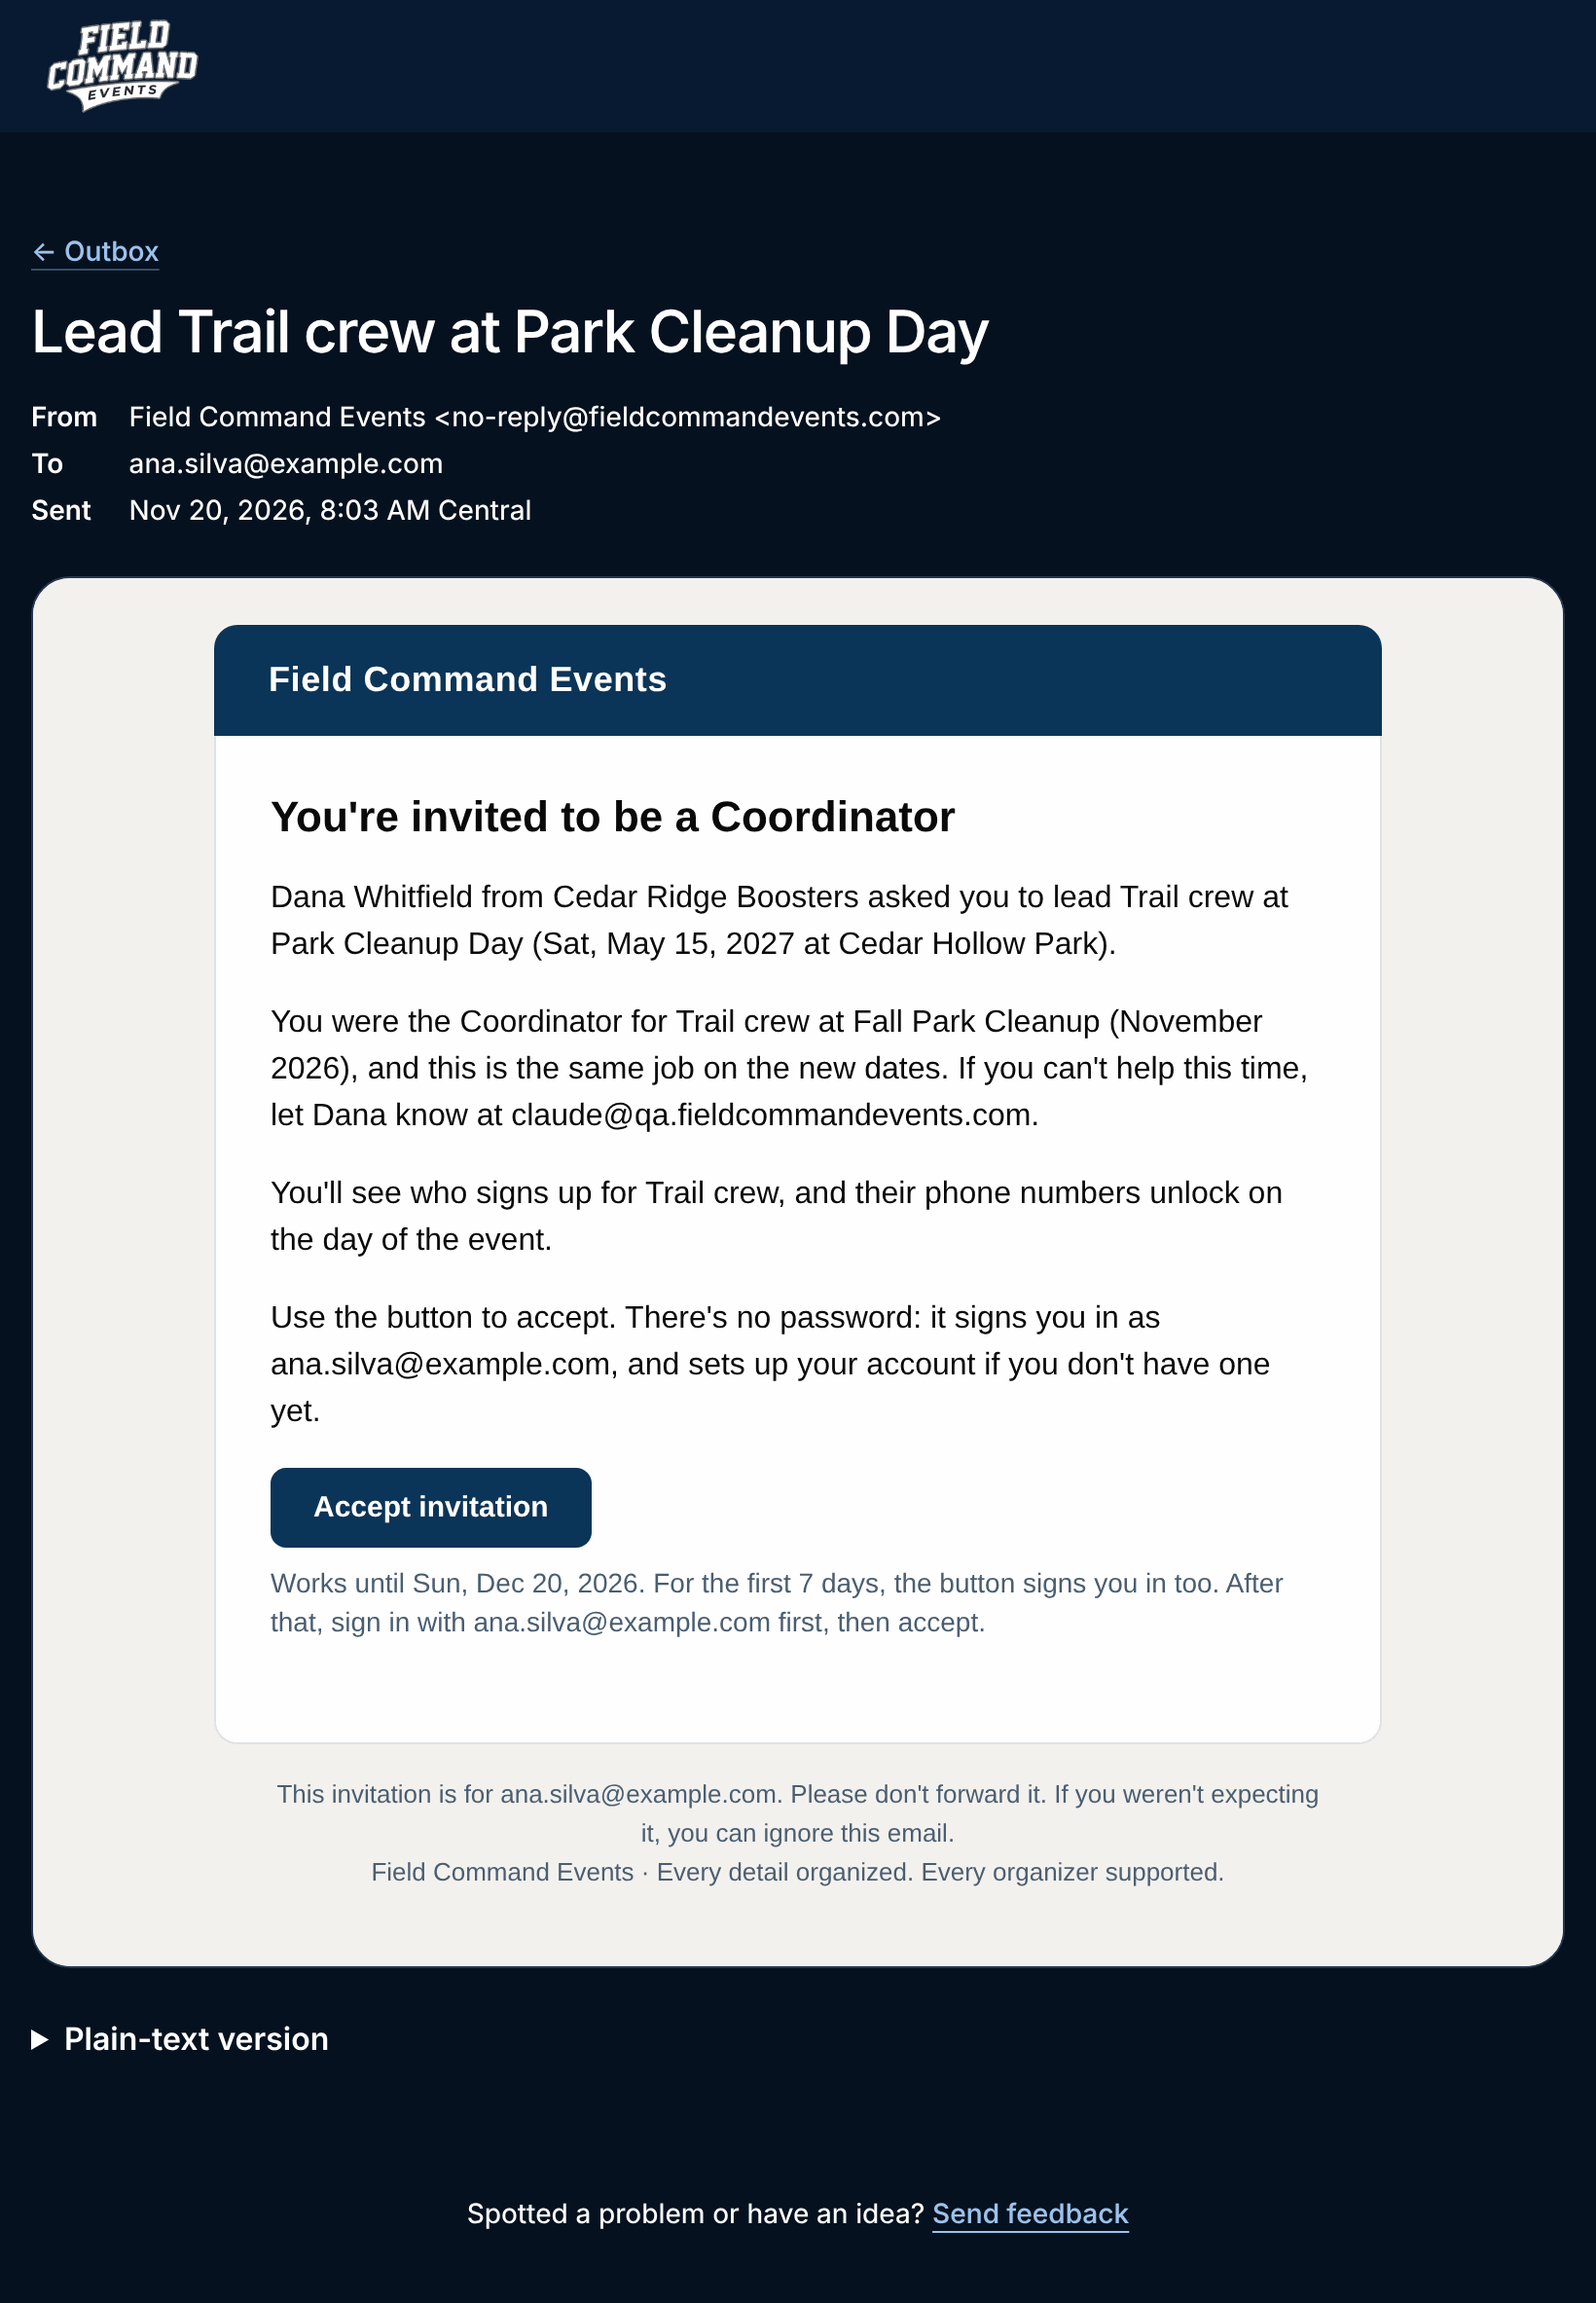 FIELD
COMMAND
EVENTS
← Outbox
Lead Trail crew at Park Cleanup Day
From Field Command Events <no-reply@fieldcommandevents.com>
To ana.silva@example.com
Sent Nov 20, 2026, 8:03 AM Central
Field Command Events
You're invited to be a Coordinator
Dana Whitfield from Cedar Ridge Boosters asked you to lead Trail crew at
Park Cleanup Day (Sat, May 15, 2027 at Cedar Hollow Park).
You were the Coordinator for Trail crew at Fall Park Cleanup (November
2026), and this is the same job on the new dates. If you can't help this time,
let Dana know at claude@qa.fieldcommandevents.com.
You'll see who signs up for Trail crew, and their phone numbers unlock on
the day of the event.
Use the button to accept. There's no password: it signs you in as
ana.silva@example.com, and sets up your account if you don't have one
yet.
Accept invitation
Works until Sun, Dec 20, 2026. For the first 7 days, the button signs you in too. After
that, sign in with ana.silva@example.com first, then accept.
This invitation is for ana.silva@example.com. Please don't forward it. If you weren't expecting
it, you can ignore this email.
Field Command Events · Every detail organized. Every organizer supported.
▶ Plain-text version
Spotted a problem or have an idea? Send feedback